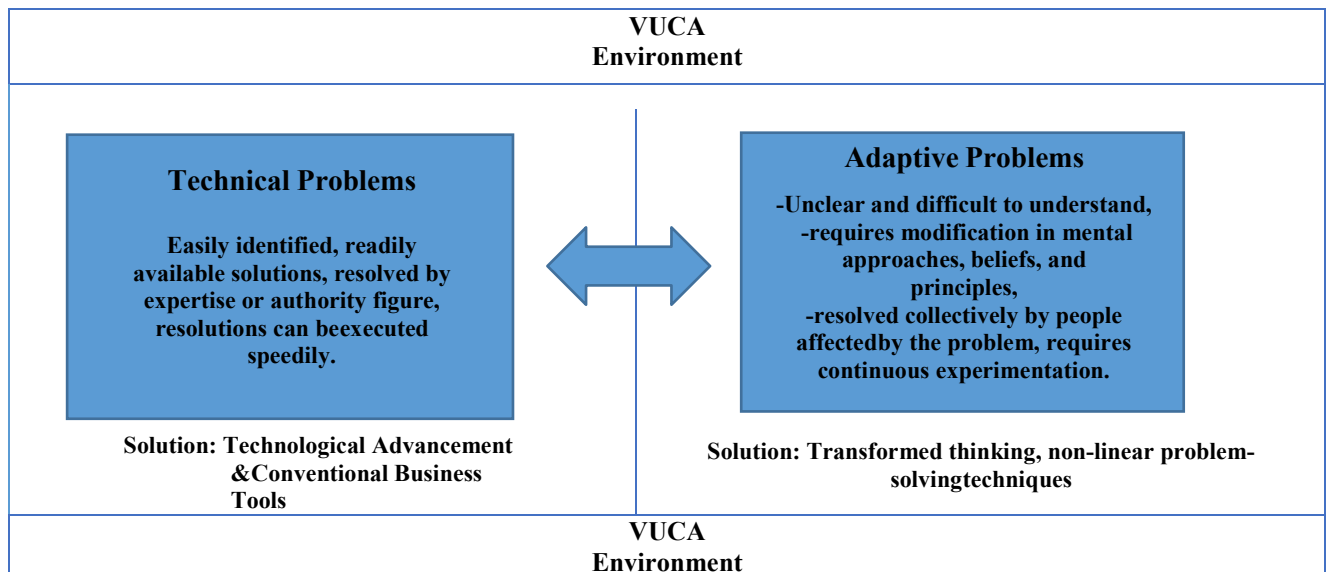 VUCA
Environment
Technical Problems
Easily identified, readily
available solutions, resolved by
expertise or authority figure,
resolutions can beexecuted
speedily.
Solution: Technological Advancement
&Conventional Business
Tools
Adaptive Problems
-Unclear and difficult to understand,
-requires modification in mental
approaches, beliefs, and
principles,
-resolved collectively by people
affectedby the problem, requires
continuous experimentation.
Solution: Transformed thinking, non-linear problem-
solvingtechniques
VUCA
Environment